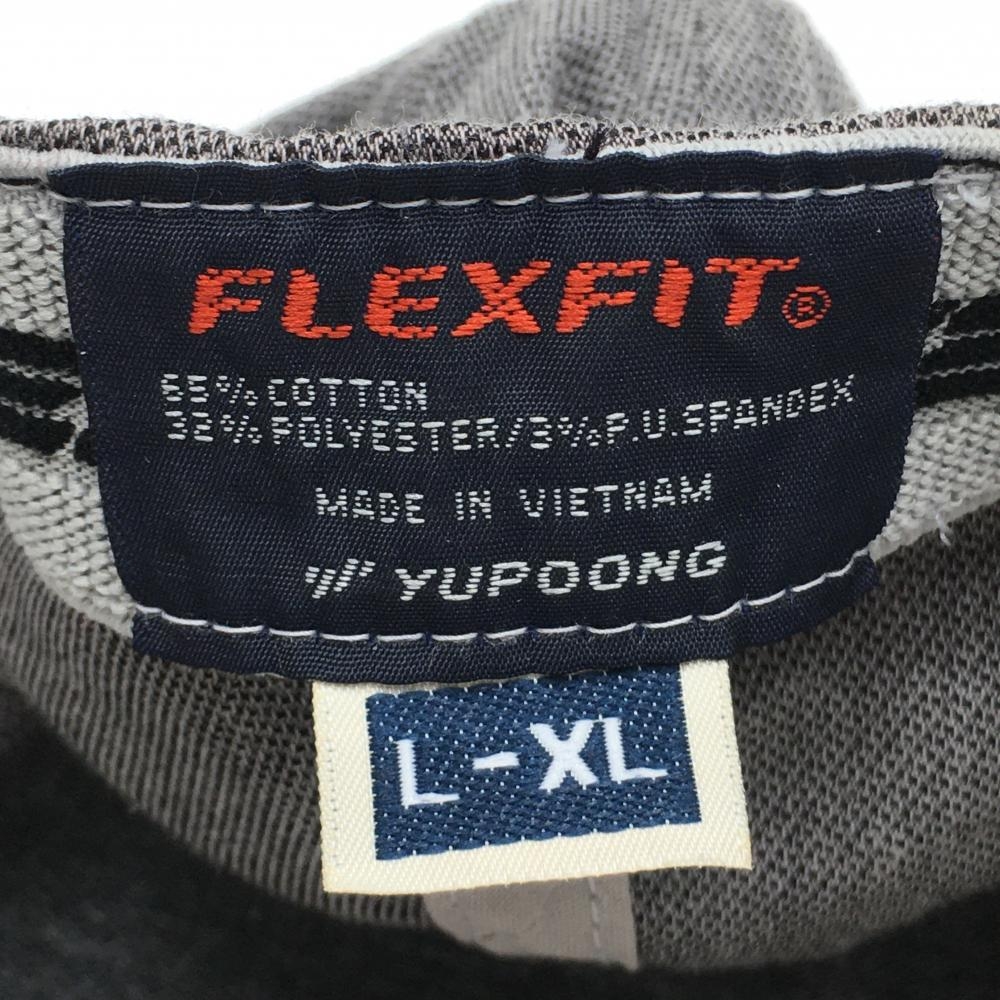 FLEXFIT®
65% COTTON
32% POLYESTER/3% P.U.SPANDEX
MADE IN VIETNAM
YUPOONG
L-XL